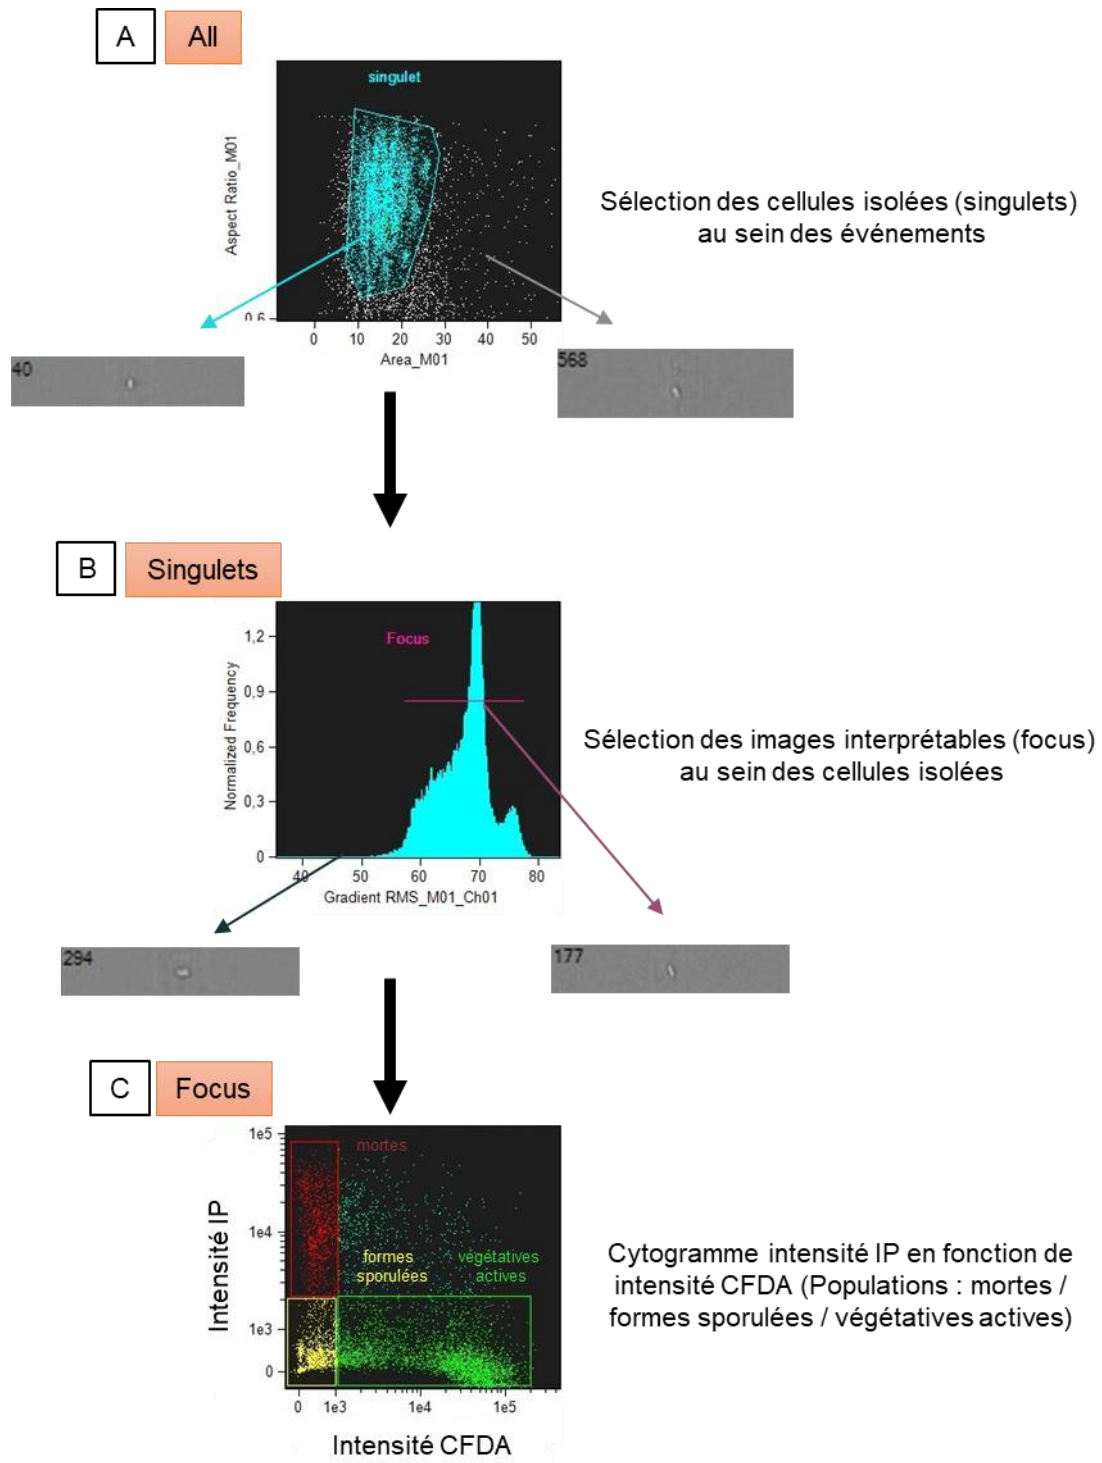 A
All
singulet
Aspect Ratio_M01
0.6
0 10 20 30 40 50
Area_M01
Sélection des cellules isolées (singulets)
au sein des événements
40
568
B
Singulets
1,2
0,9
0,6
0,3
0
Focus
Normalized Frequency
40 50 60 70 80
Gradient RMS_M01_Ch01
Sélection des images interprétables (focus)
au sein des cellules isolées
294
177
C
Focus
1e5
1e4
1e3
0
mortes
formes
sporulées
végétatives
actives
Intensité IP
0 1e3 1e4 1e5
Intensité CFDA
Cytogramme intensité IP en fonction de
intensité CFDA (Populations : mortes /
formes sporulées / végétatives actives)